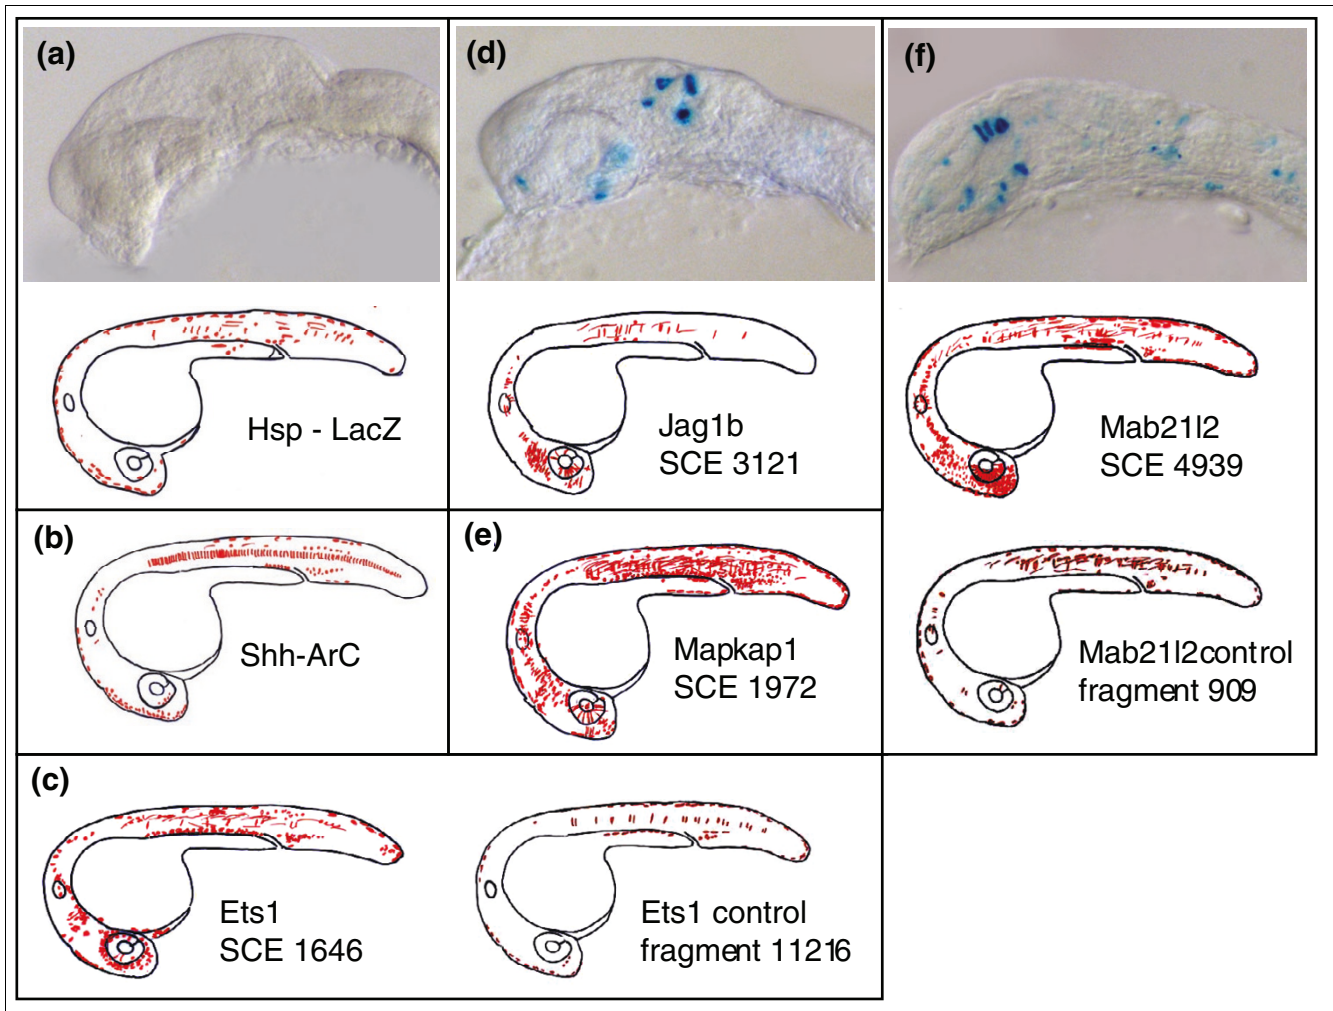 (a)
Hsp - LacZ
(d)
Jag1b
SCE 3121
(f)
Mab21l2
SCE 4939
(b)
Shh-ArC
(e)
Mapkap1
SCE 1972
Mab21l2control
fragment 909
(c)
Ets1
SCE 1646
Ets1 control
fragment 11216